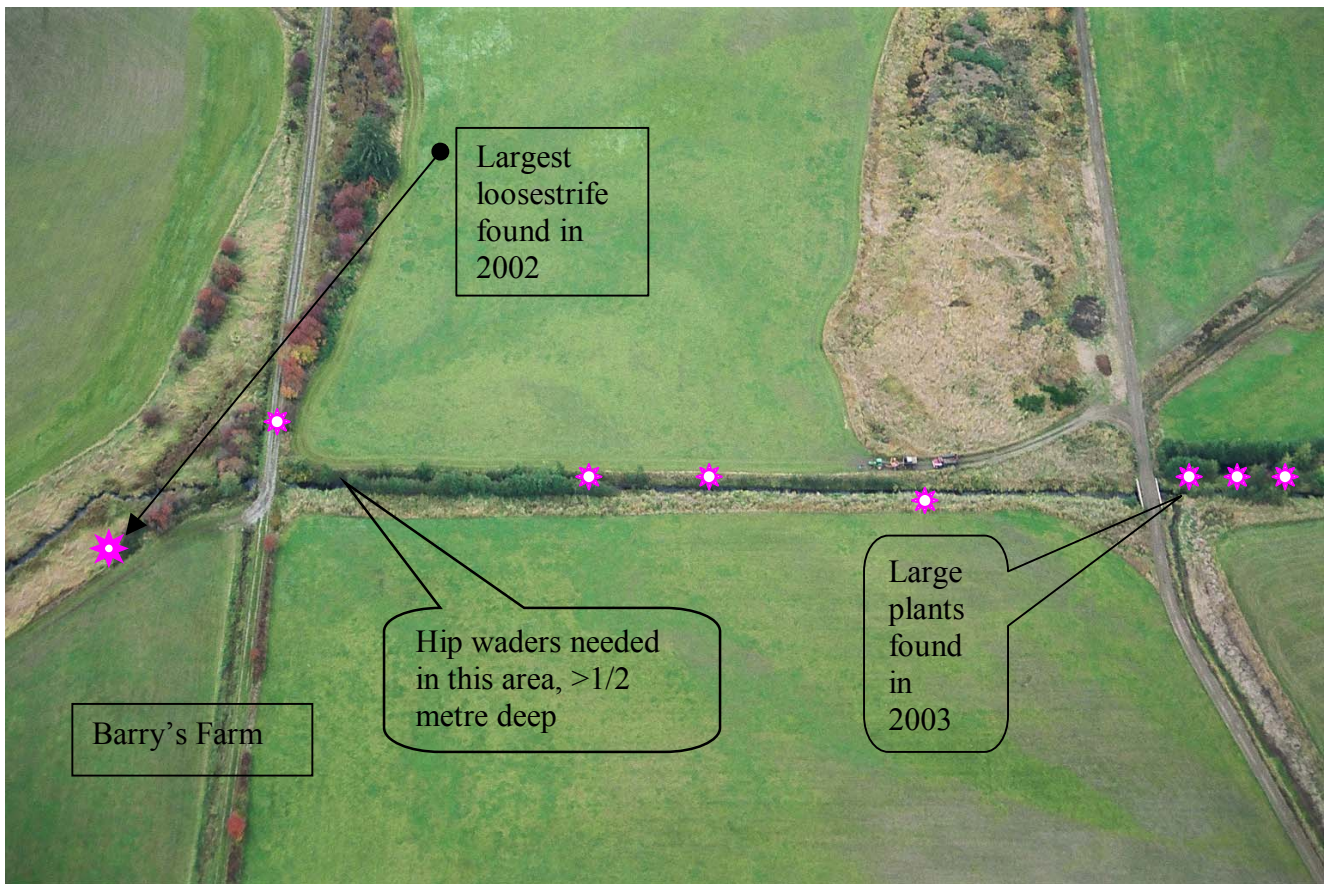 Largest
loosestrife
found in
2002
Hip waders needed
in this area, >1/2
metre deep
Large
plants
found
in
2003
Barry’s Farm